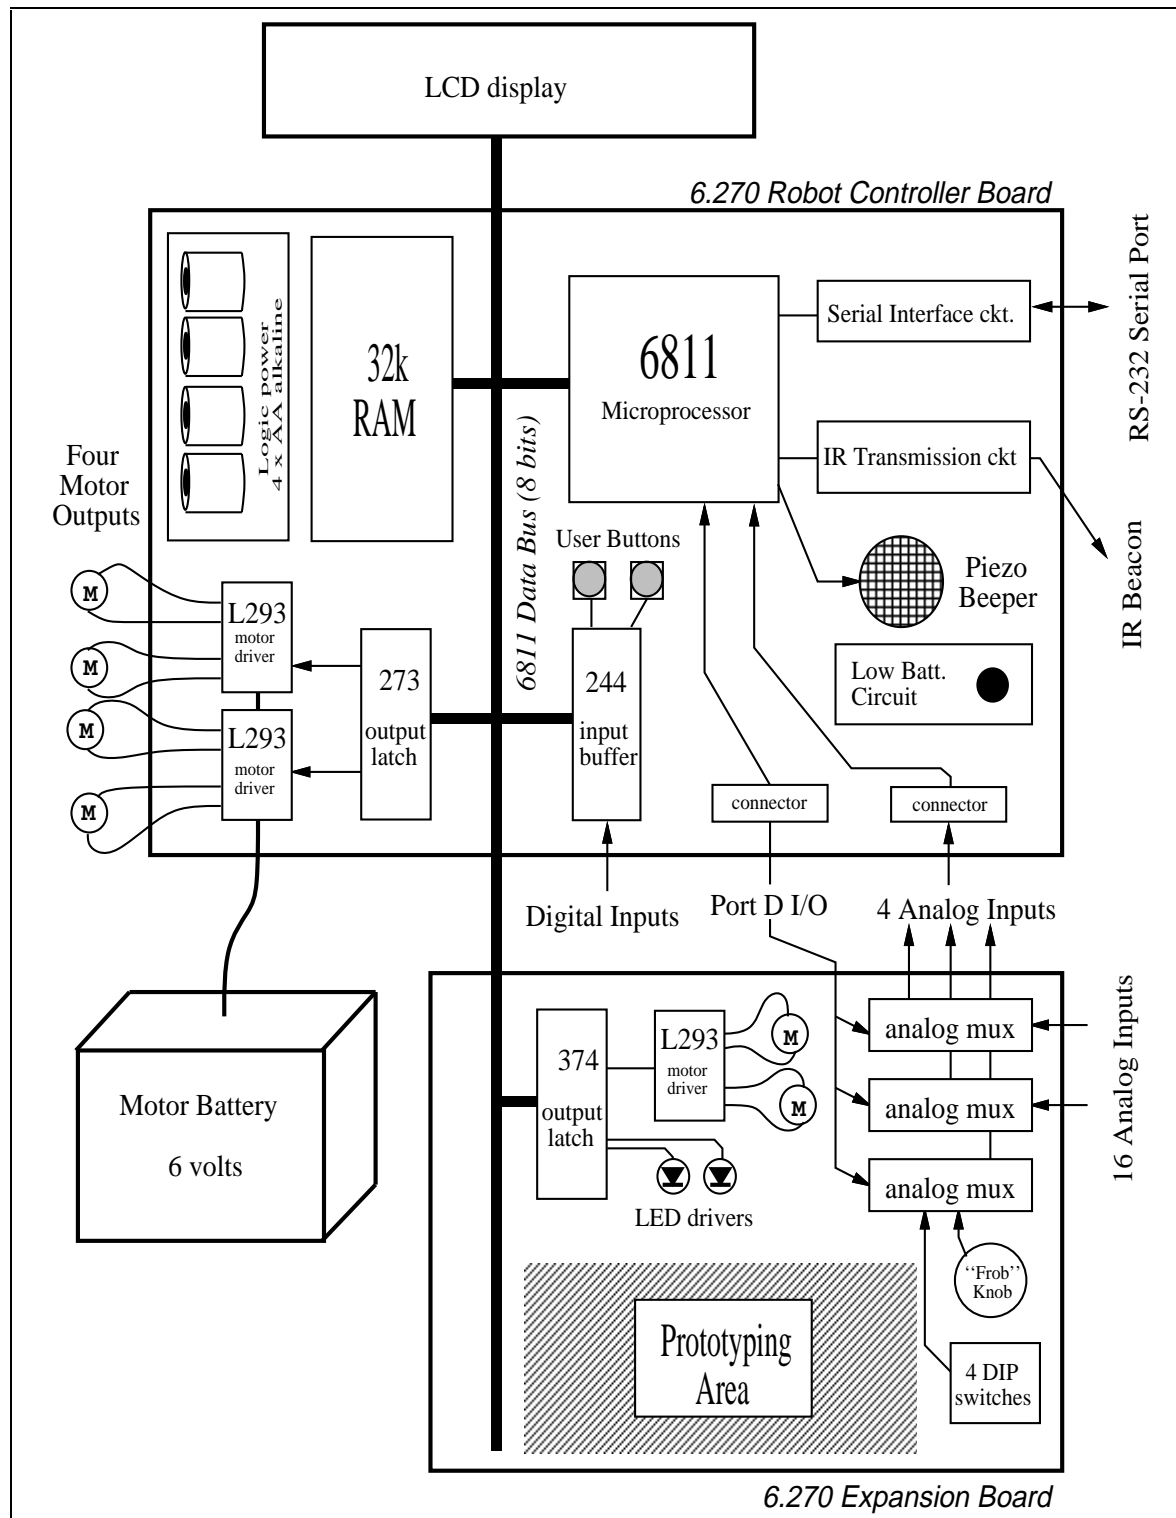 LCD display
6.270 Robot Controller Board
Logic power
4 x AA alkaline
32k
RAM
6811
Microprocessor
Serial Interface ckt.
RS-232 Serial Port
IR Transmission ckt
IR Beacon
Piezo
Beeper
Low Batt.
Circuit
6811 Data Bus (8 bits)
User Buttons
Four
Motor
Outputs
M
M
M
M
L293
motor
driver
L293
motor
driver
273
output
latch
244
input
buffer
connector
connector
Digital Inputs
Port D I/O
4 Analog Inputs
Motor Battery
6 volts
374
output
latch
L293
motor
driver
M
M
LED drivers
analog mux
analog mux
analog mux
16 Analog Inputs
‘‘Frob’’
Knob
4 DIP
switches
Prototyping
Area
6.270 Expansion Board